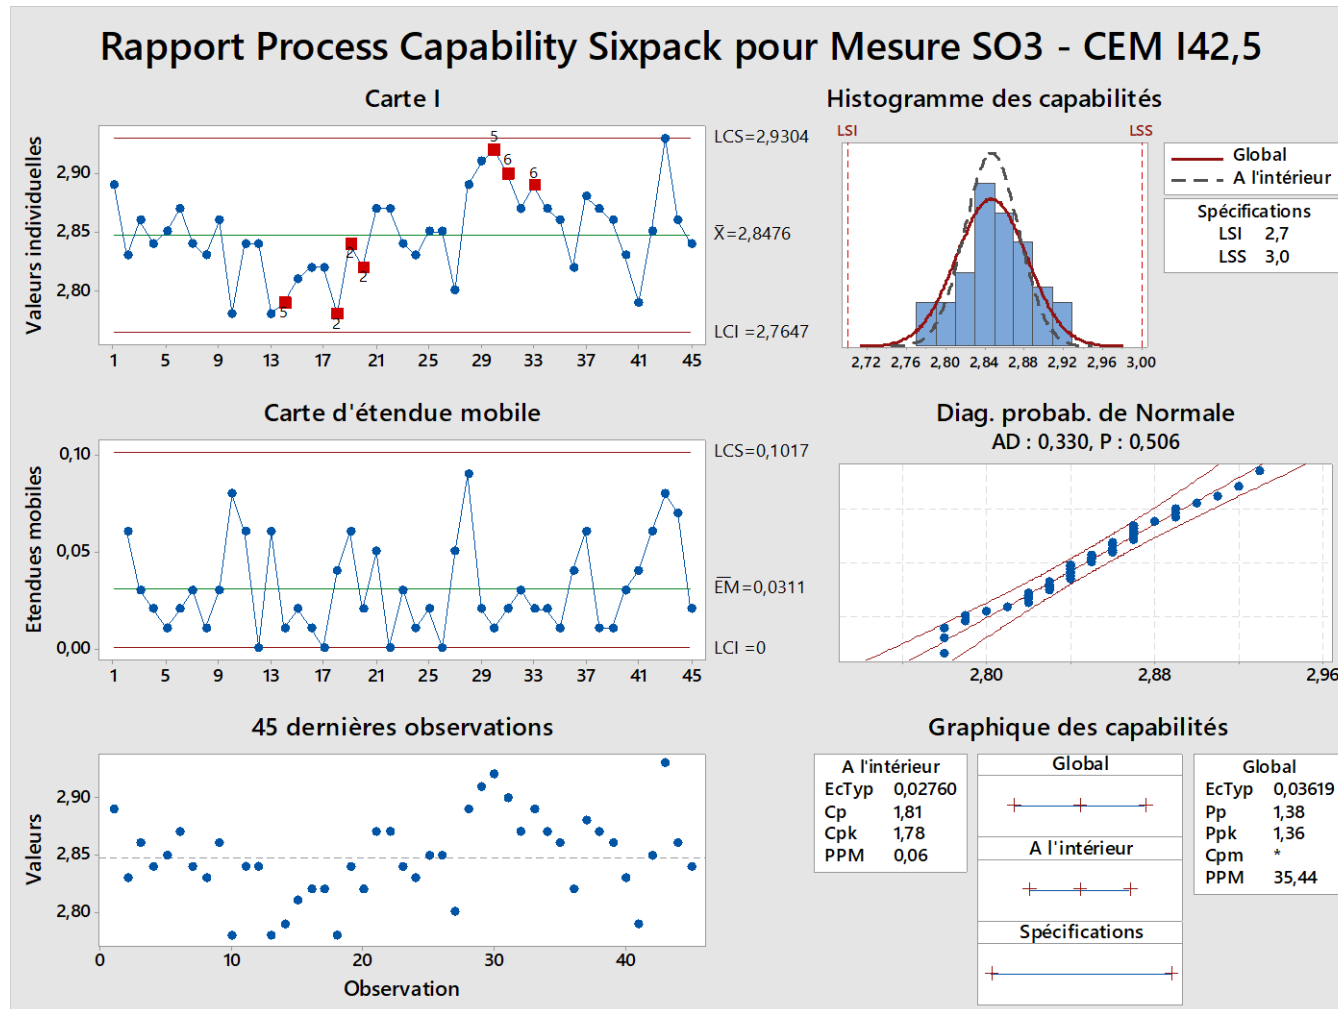 Rapport Process Capability Sixpack pour Mesure SO3 - CEM I42,5
Carte I
Valeurs individuelles
2,90
2,85
2,80
1 5 9 13 17 21 25 29 33 37 41 45
5
2
2
2
5
6
6
LCS=2,9304
X̄=2,8476
LCI =2,7647
Histogramme des capabilités
LSI
LSS
2,72 2,76 2,80 2,84 2,88 2,92 2,96 3,00
Global
A l'intérieur
Spécifications
LSI 2,7
LSS 3,0
Carte d'étendue mobile
Etendues mobiles
0,10
0,05
0,00
1 5 9 13 17 21 25 29 33 37 41 45
LCS=0,1017
E̅M̅=0,0311
LCI =0
Diag. probab. de Normale
AD : 0,330, P : 0,506
2,80 2,88 2,96
45 dernières observations
Valeurs
2,90
2,85
2,80
0 10 20 30 40
Observation
Graphique des capabilités
A l'intérieur
EcTyp 0,02760
Cp 1,81
Cpk 1,78
PPM 0,06
Global
A l'intérieur
Spécifications
Global
EcTyp 0,03619
Pp 1,38
Ppk 1,36
Cpm *
PPM 35,44